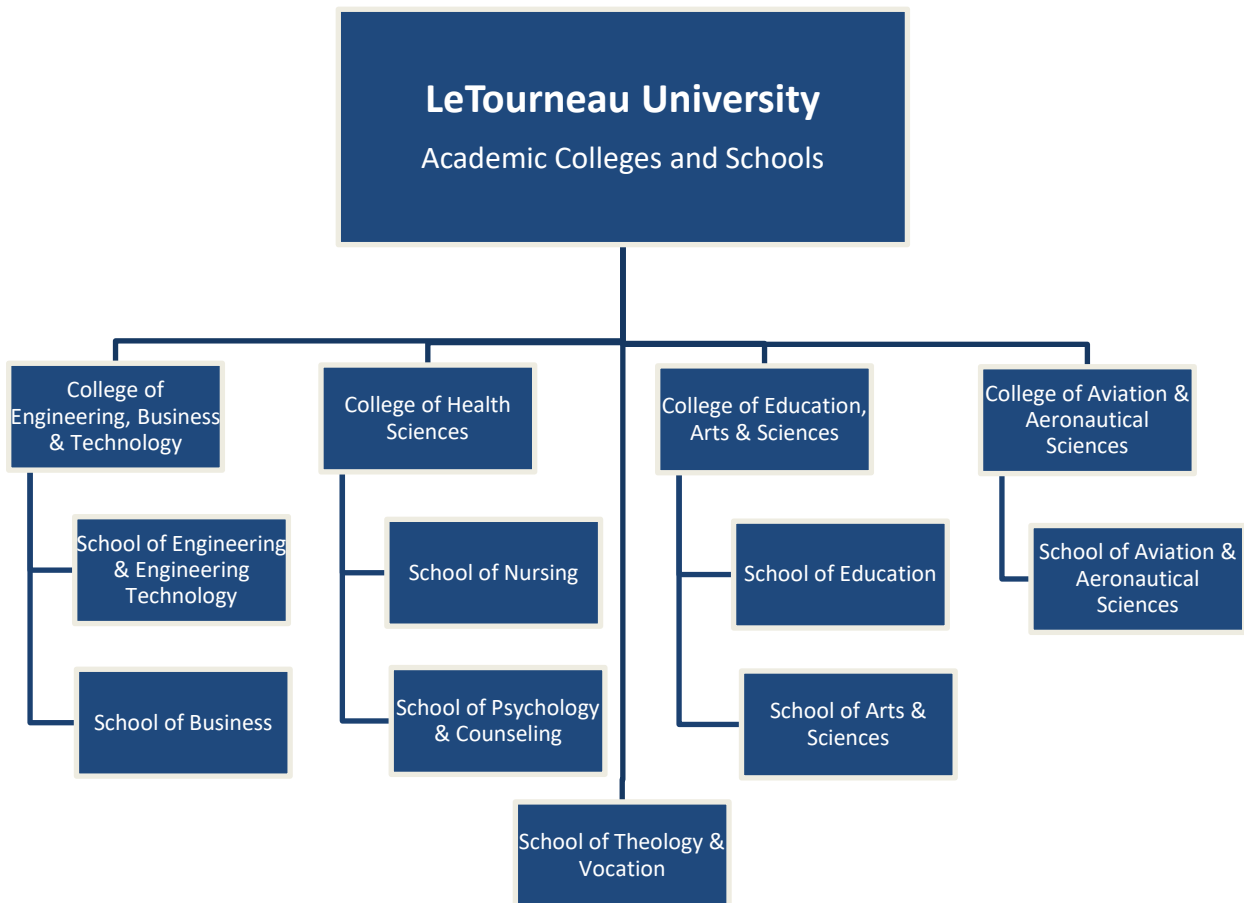 LeTourneau University
Academic Colleges and Schools
College of
Engineering, Business
& Technology
College of Health
Sciences
College of Education,
Arts & Sciences
College of Aviation &
Aeronautical
Sciences
School of Engineering
& Engineering
Technology
School of Nursing
School of Education
School of Aviation &
Aeronautical
Sciences
School of Business
School of Psychology
& Counseling
School of Arts &
Sciences
School of Theology &
Vocation